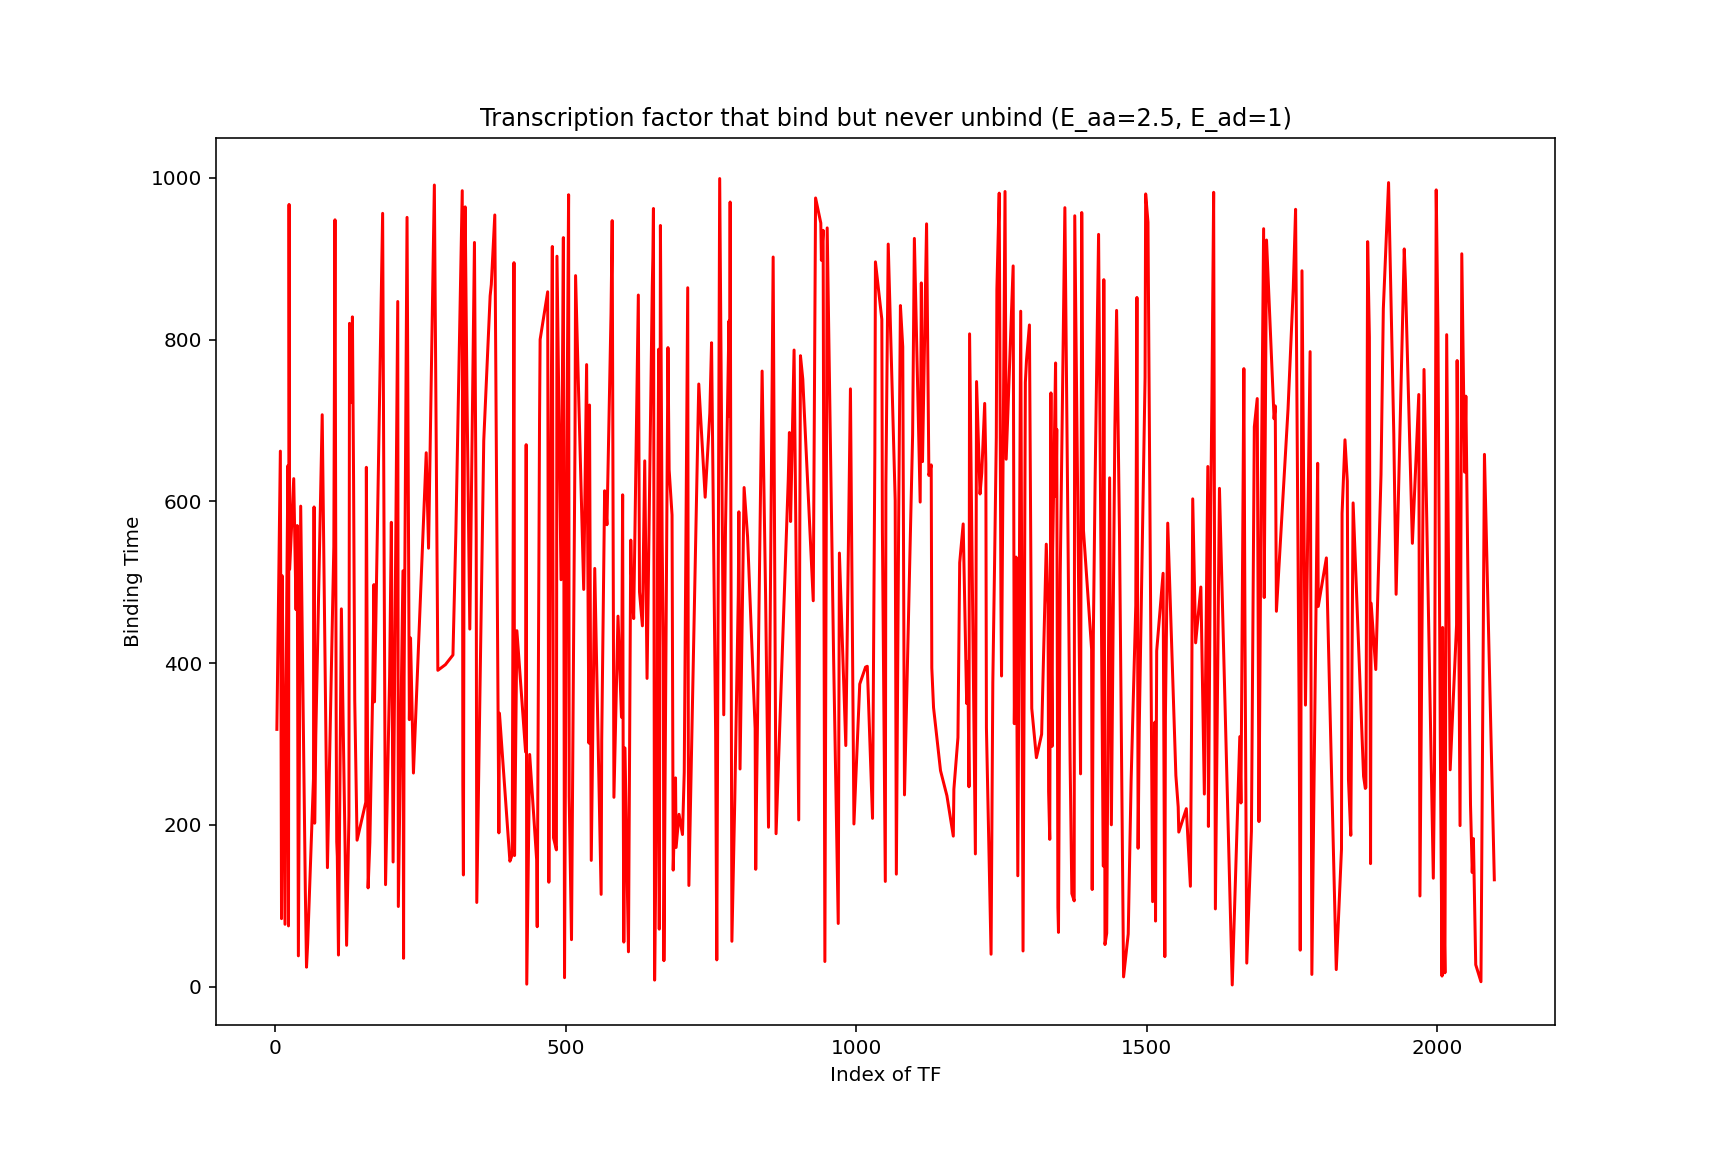 Transcription factor that bind but never unbind (E_aa=2.5, E_ad=1)
1000
800
600
400
200
0
Binding Time
0 500 1000 1500 2000
Index of TF